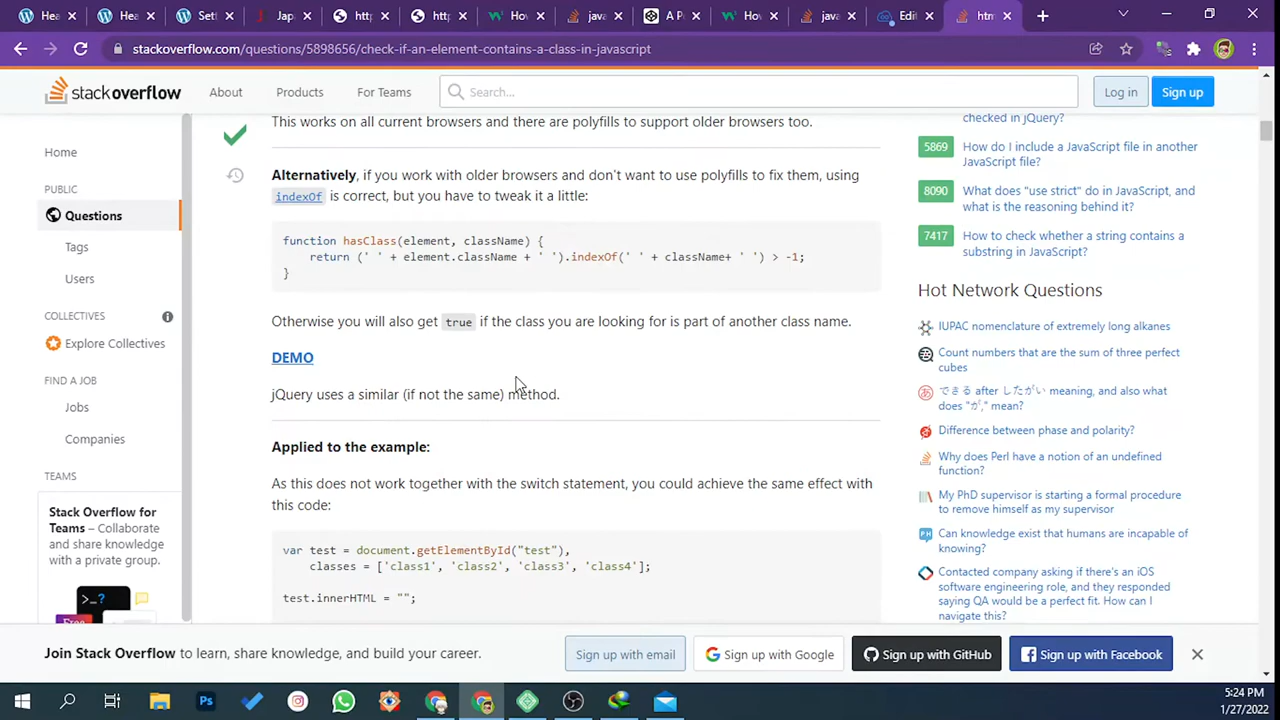 Hea
Hea
Set
Jap
http
http
Hov
java
A P
Hov
java
Edit
htm
stackoverflow.com/questions/5898656/check-if-an-element-contains-a-class-in-javascript
stackoverflow
About
Products
For Teams
Search...
Log in
Sign up
Home
PUBLIC
Questions
Tags
Users
COLLECTIVES
Explore Collectives
FIND A JOB
Jobs
Companies
TEAMS
Stack Overflow for
Teams – Collaborate
and share knowledge
with a private group.
>_?
Free
This works on all current browsers and there are polyfills to support older browsers too.
Alternatively, if you work with older browsers and don't want to use polyfills to fix them, using
indexOf is correct, but you have to tweak it a little:
function hasClass(element, className) {
return (' ' + element.className + ' ').indexOf(' ' + className+ ' ') > -1;
}
Otherwise you will also get true if the class you are looking for is part of another class name.
DEMO
jQuery uses a similar (if not the same) method.
Applied to the example:
As this does not work together with the switch statement, you could achieve the same effect with
this code:
var test = document.getElementById("test"),
classes = ['class1', 'class2', 'class3', 'class4'];
test.innerHTML = "";
checked in jQuery?
5869 How do I include a JavaScript file in another
JavaScript file?
8090 What does "use strict" do in JavaScript, and
what is the reasoning behind it?
7417 How to check whether a string contains a
substring in JavaScript?
Hot Network Questions
IUPAC nomenclature of extremely long alkanes
Count numbers that are the sum of three perfect
cubes
できる after したがい meaning, and also what
does "が," mean?
Difference between phase and polarity?
Why does Perl have a notion of an undefined
function?
My PhD supervisor is starting a formal procedure
to remove himself as my supervisor
Can knowledge exist that humans are incapable of
knowing?
Contacted company asking if there's an iOS
software engineering role, and they responded
saying QA would be a perfect fit. How can I
navigate this?
Join Stack Overflow to learn, share knowledge, and build your career.
Sign up with email
Sign up with Google
Sign up with GitHub
Sign up with Facebook
Ps
5:24 PM
1/27/2022